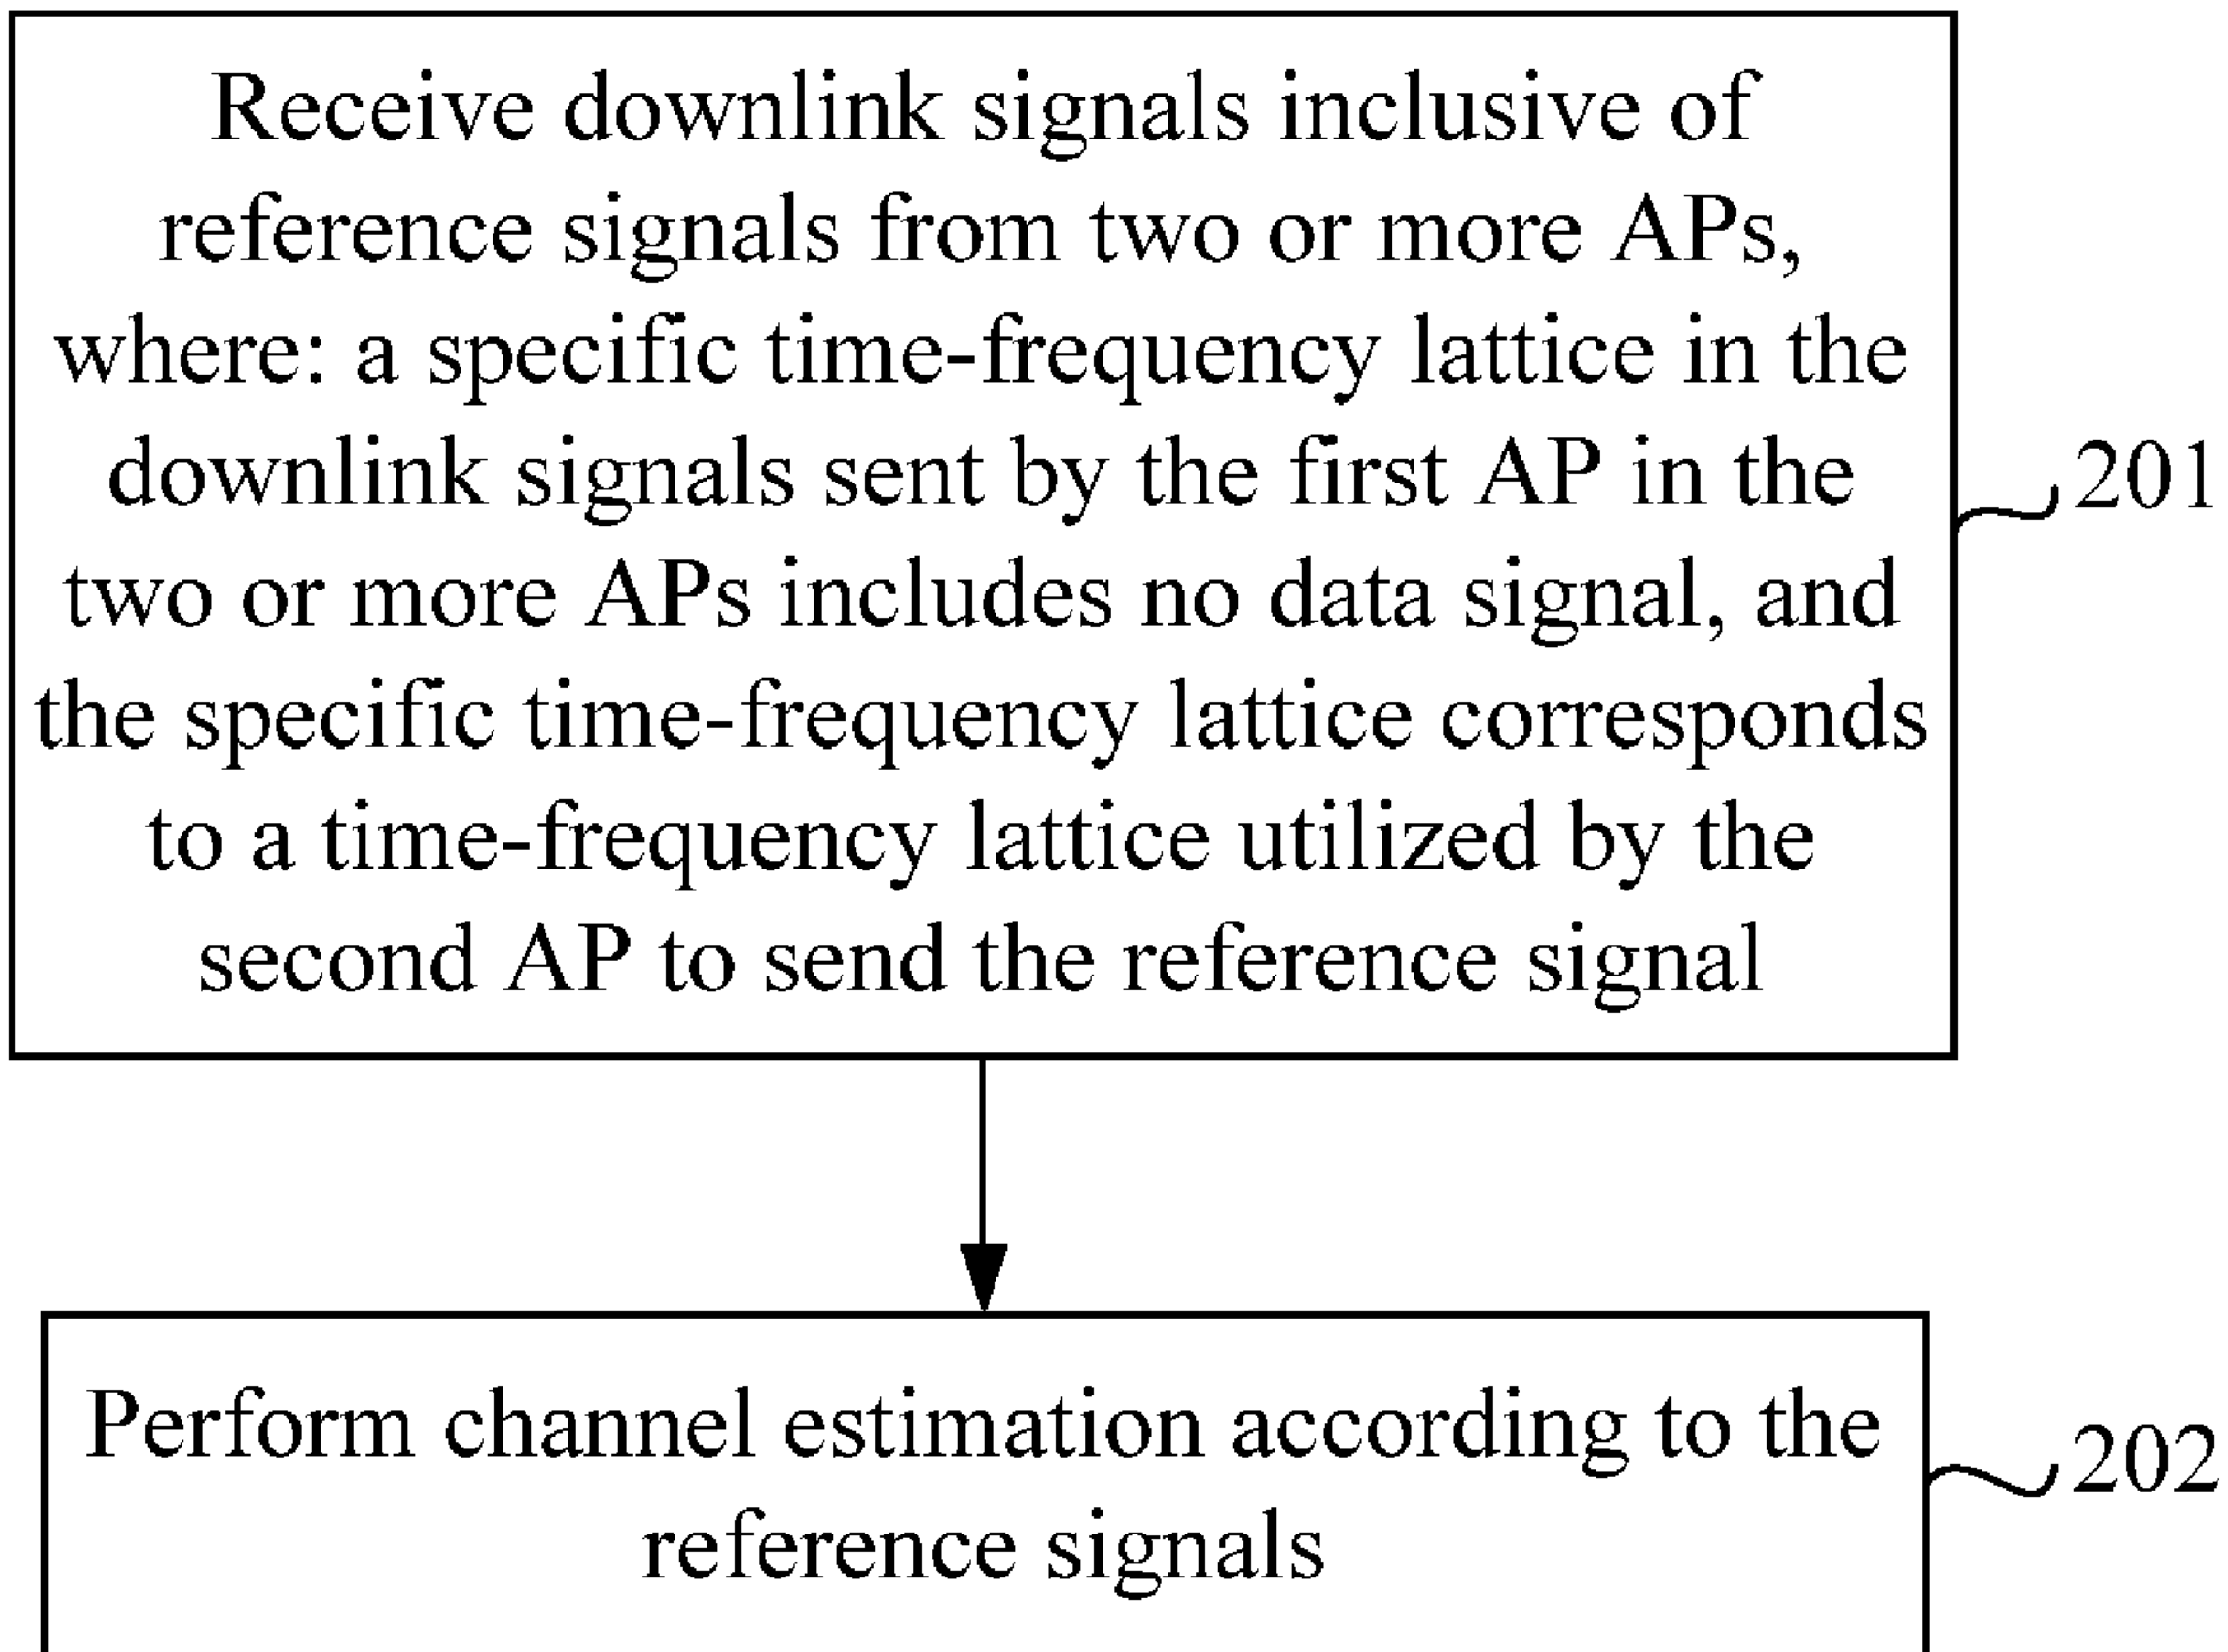 Receive downlink signals inclusive of
reference signals from two or more APs,
where: a specific time-frequency lattice in the
downlink signals sent by the first AP in the
two or more APs includes no data signal, and
the specific time-frequency lattice corresponds
to a time-frequency lattice utilized by the
second AP to send the reference signal
201
Perform channel estimation according to the
reference signals
202